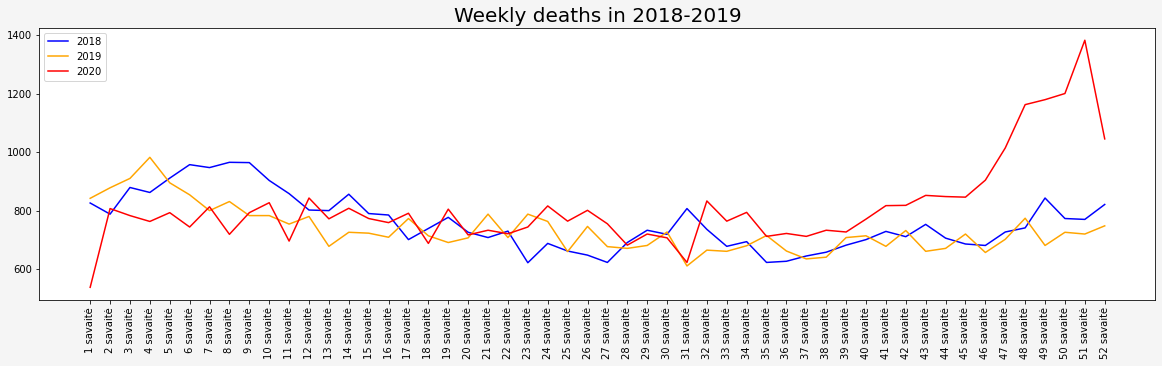 Weekly deaths in 2018-2019
2018
2019
2020
1400
1200
1000
800
600
1 savaitė
2 savaitė
3 savaitė
4 savaitė
5 savaitė
6 savaitė
7 savaitė
8 savaitė
9 savaitė
10 savaitė
11 savaitė
12 savaitė
13 savaitė
14 savaitė
15 savaitė
16 savaitė
17 savaitė
18 savaitė
19 savaitė
20 savaitė
21 savaitė
22 savaitė
23 savaitė
24 savaitė
25 savaitė
26 savaitė
27 savaitė
28 savaitė
29 savaitė
30 savaitė
31 savaitė
32 savaitė
33 savaitė
34 savaitė
35 savaitė
36 savaitė
37 savaitė
38 savaitė
39 savaitė
40 savaitė
41 savaitė
42 savaitė
43 savaitė
44 savaitė
45 savaitė
46 savaitė
47 savaitė
48 savaitė
49 savaitė
50 savaitė
51 savaitė
52 savaitė